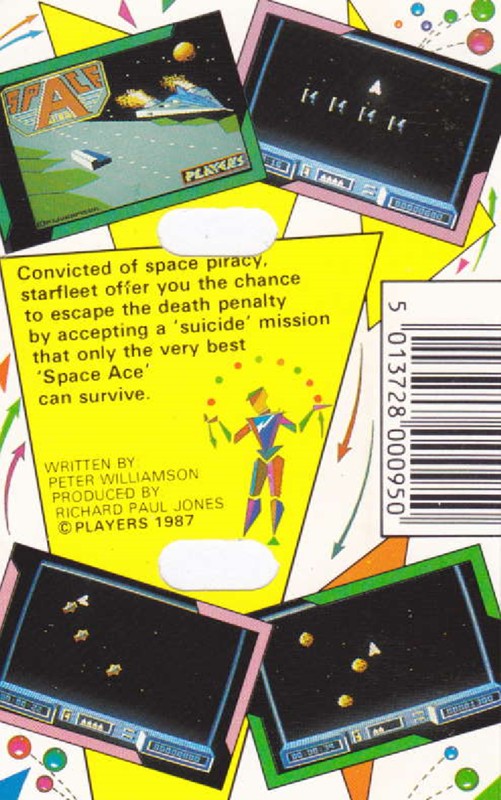 SPACE
A
PLAYERS
Convicted of space piracy,
starfleet offer you the chance
to escape the death penalty
by accepting a 'suicide' mission
that only the very best
'Space Ace'
can survive.
WRITTEN BY
PETER WILLIAMSON
PRODUCED BY
RICHARD PAUL JONES
©PLAYERS 1987
5 013728 000950